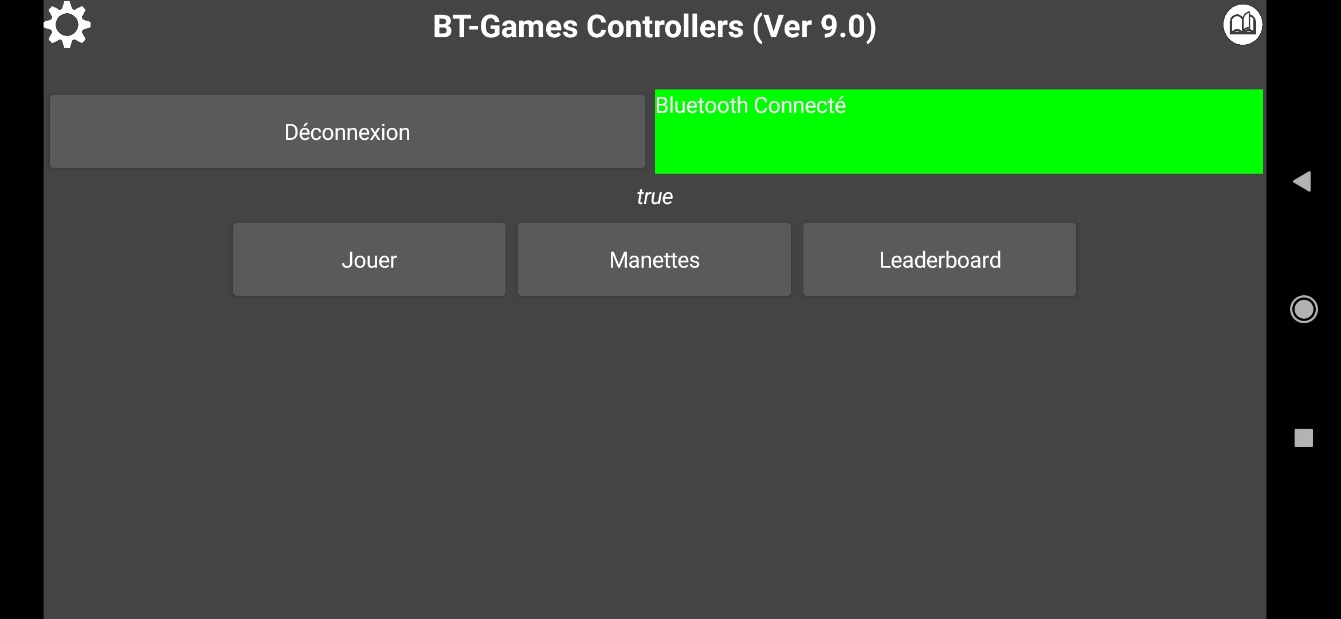 BT-Games Controllers (Ver 9.0)
Déconnexion
Bluetooth Connecté
true
Jouer
Manettes
Leaderboard